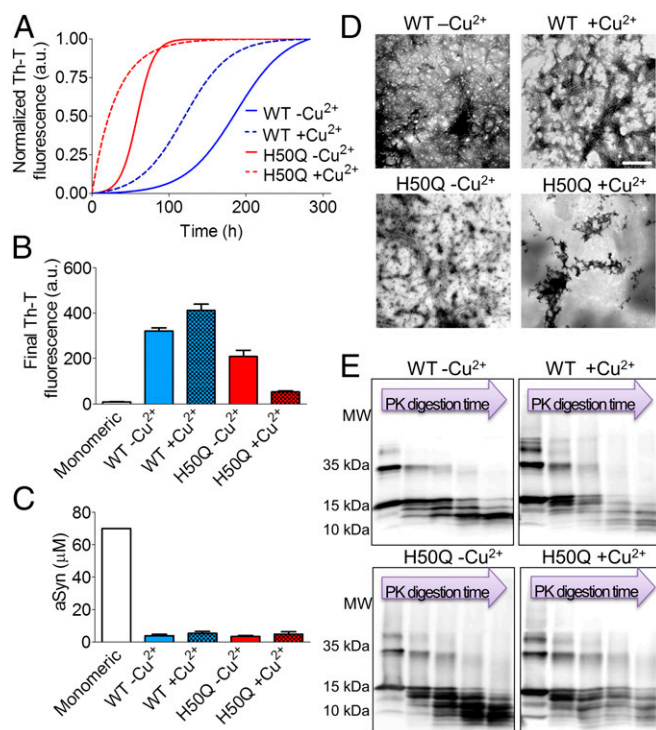 A
Normalized Th-T
fluorescence (a.u.)
1.00
0.75
0.50
0.25
0.00
WT -Cu²⁺
WT +Cu²⁺
H50Q -Cu²⁺
H50Q +Cu²⁺
0
100
200
300
Time (h)
B
Final Th-T
fluorescence (a.u.)
600
400
200
0
Monomeric
WT -Cu²⁺
WT +Cu²⁺
H50Q -Cu²⁺
H50Q +Cu²⁺
C
aSyn (µM)
80
60
40
20
0
Monomeric
WT -Cu²⁺
WT +Cu²⁺
H50Q -Cu²⁺
H50Q +Cu²⁺
D
WT –Cu²⁺
WT +Cu²⁺
H50Q -Cu²⁺
H50Q +Cu²⁺
E
WT -Cu²⁺
WT +Cu²⁺
PK digestion time
PK digestion time
MW
35 kDa
15 kDa
10 kDa
H50Q -Cu²⁺
H50Q +Cu²⁺
PK digestion time
PK digestion time
MW
35 kDa
15 kDa
10 kDa